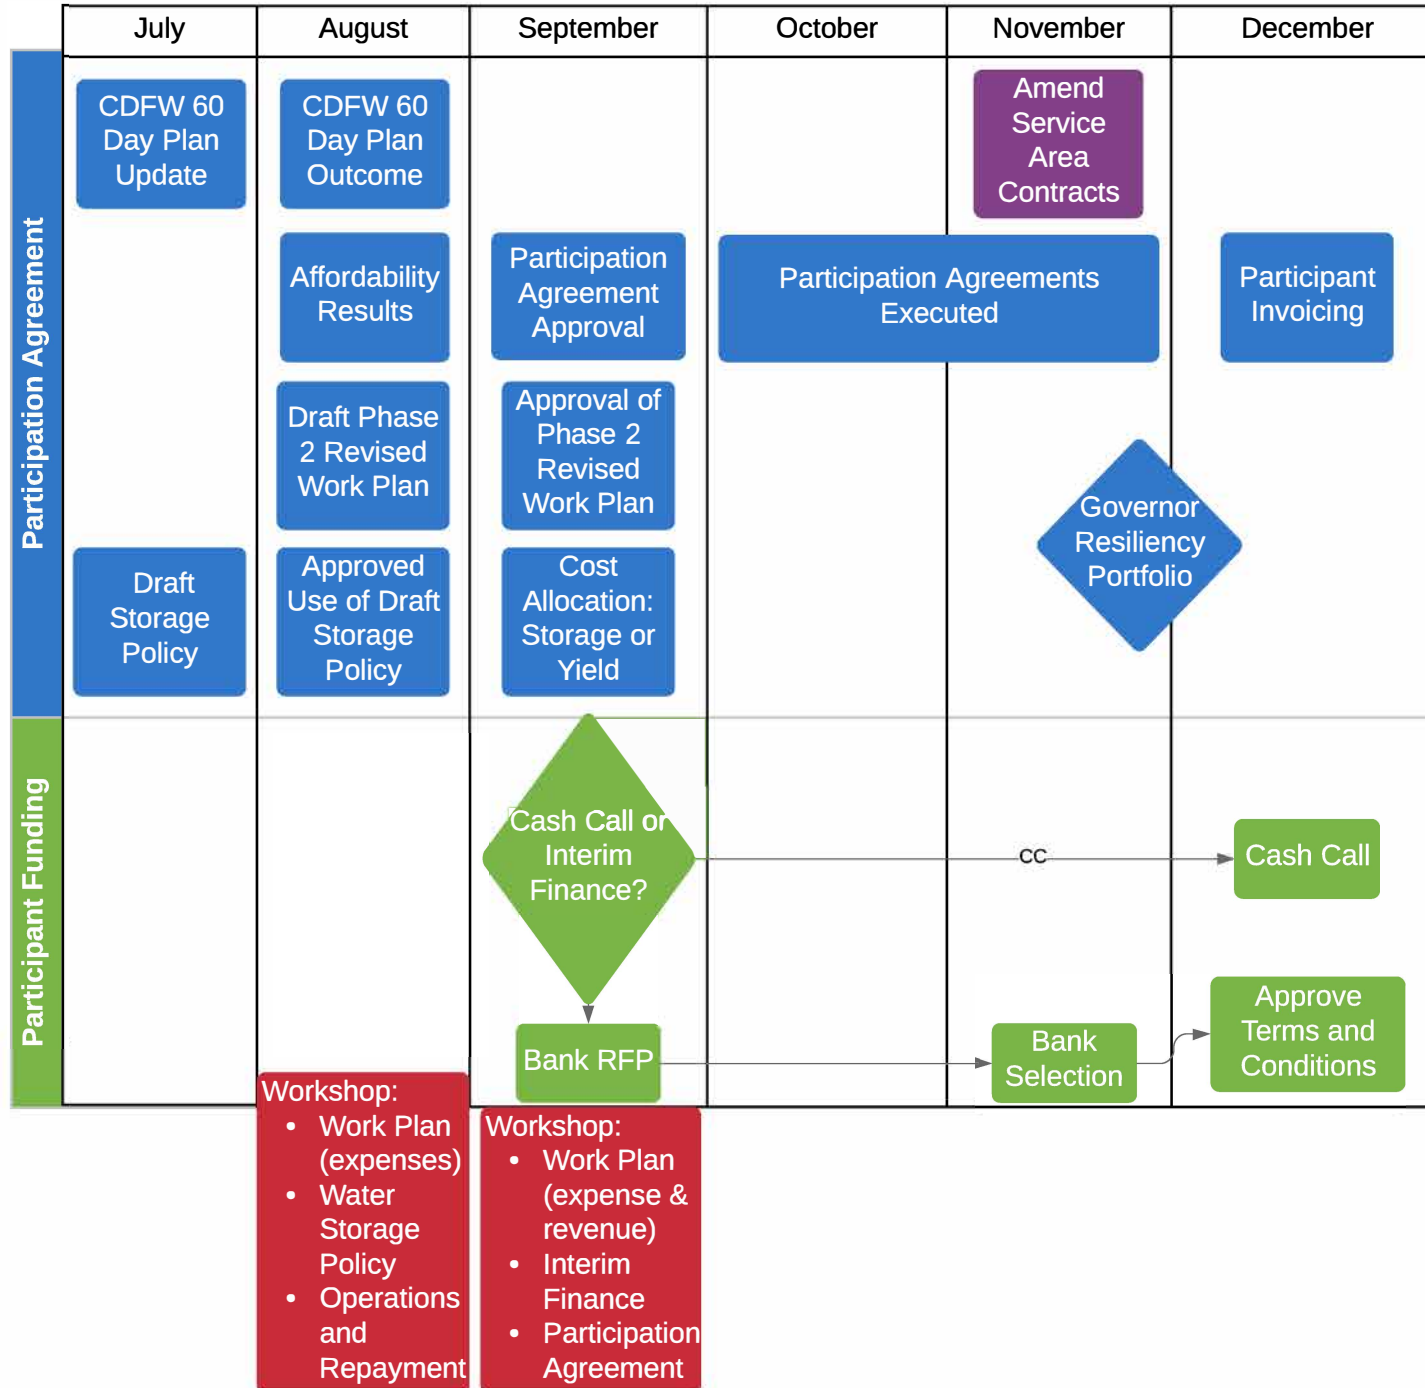 July
August
September
October
November
December
Participation Agreement
CDFW 60
Day Plan
Update
CDFW 60
Day Plan
Outcome
Amend
Service
Area
Contracts
Affordability
Results
Participation
Agreement
Approval
Participation Agreements
Executed
Participant
Invoicing
Draft Phase
2 Revised
Work Plan
Approval of
Phase 2
Revised
Work Plan
Governor
Resiliency
Portfolio
Draft
Storage
Policy
Approved
Use of Draft
Storage
Policy
Cost
Allocation:
Storage or
Yield
Participant Funding
Cash Call or
Interim
Finance?
CC
Cash Call
Bank RFP
Bank
Selection
Approve
Terms and
Conditions
Workshop:
• Work Plan
(expenses)
• Water
Storage
Policy
• Operations
and
Repayment
Workshop:
• Work Plan
(expense &
revenue)
• Interim
Finance
• Participation
Agreement